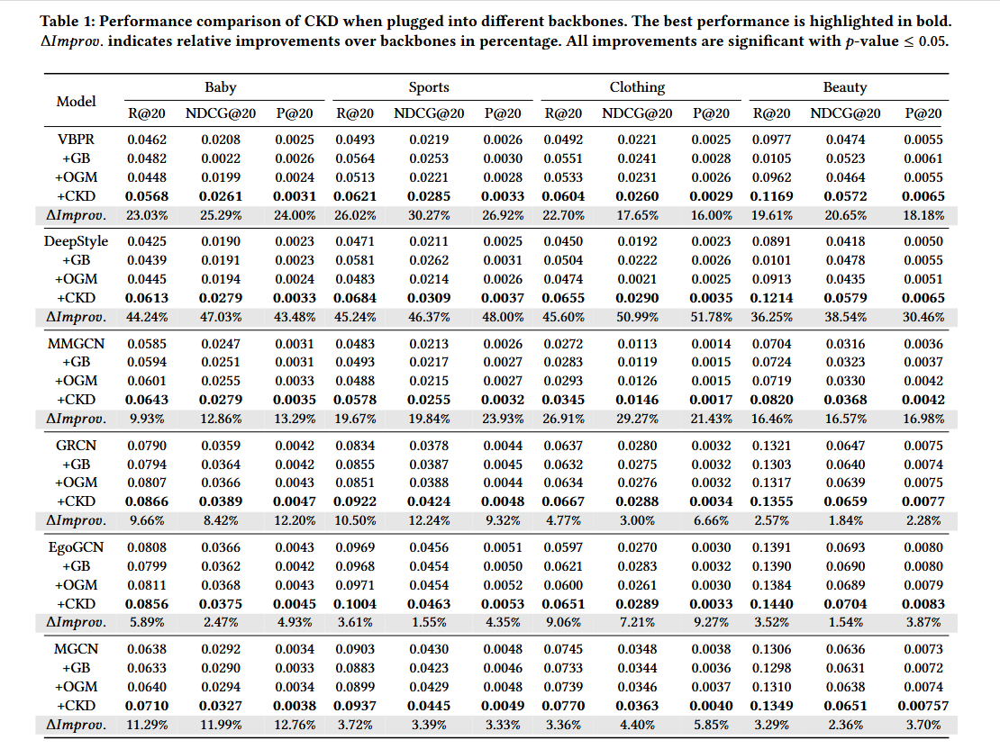 Table 1: Performance comparison of CKD when plugged into different backbones. The best performance is highlighted in bold.
ΔImprov. indicates relative improvements over backbones in percentage. All improvements are significant with p-value ≤ 0.05.
Model Baby Sports Clothing Beauty
R@20 NDCG@20 P@20 R@20 NDCG@20 P@20 R@20 NDCG@20 P@20 R@20 NDCG@20 P@20
VBPR 0.0462 0.0208 0.0025 0.0493 0.0219 0.0026 0.0492 0.0221 0.0025 0.0977 0.0474 0.0055
+GB 0.0482 0.0022 0.0026 0.0564 0.0253 0.0030 0.0551 0.0241 0.0028 0.0105 0.0523 0.0061
+OGM 0.0448 0.0199 0.0024 0.0513 0.0221 0.0028 0.0533 0.0231 0.0026 0.0962 0.0464 0.0055
+CKD 0.0568 0.0261 0.0031 0.0621 0.0285 0.0033 0.0604 0.0260 0.0029 0.1169 0.0572 0.0065
ΔImprov. 23.03% 25.29% 24.00% 26.02% 30.27% 26.92% 22.70% 17.65% 16.00% 19.61% 20.65% 18.18%
DeepStyle 0.0425 0.0190 0.0023 0.0471 0.0211 0.0025 0.0450 0.0192 0.0023 0.0891 0.0418 0.0050
+GB 0.0439 0.0191 0.0023 0.0581 0.0262 0.0031 0.0504 0.0222 0.0026 0.0101 0.0478 0.0055
+OGM 0.0445 0.0194 0.0024 0.0483 0.0214 0.0026 0.0474 0.0021 0.0025 0.0913 0.0435 0.0051
+CKD 0.0613 0.0279 0.0033 0.0684 0.0309 0.0037 0.0655 0.0290 0.0035 0.1214 0.0579 0.0065
ΔImprov. 44.24% 47.03% 43.48% 45.24% 46.37% 48.00% 45.60% 50.99% 51.78% 36.25% 38.54% 30.46%
MMGCN 0.0585 0.0247 0.0031 0.0483 0.0213 0.0026 0.0272 0.0113 0.0014 0.0704 0.0316 0.0036
+GB 0.0594 0.0251 0.0031 0.0493 0.0217 0.0027 0.0283 0.0119 0.0015 0.0724 0.0323 0.0037
+OGM 0.0601 0.0255 0.0033 0.0488 0.0215 0.0027 0.0293 0.0126 0.0015 0.0719 0.0330 0.0042
+CKD 0.0643 0.0279 0.0035 0.0578 0.0255 0.0032 0.0345 0.0146 0.0017 0.0820 0.0368 0.0042
ΔImprov. 9.93% 12.86% 13.29% 19.67% 19.84% 23.93% 26.91% 29.27% 21.43% 16.46% 16.57% 16.98%
GRCN 0.0790 0.0359 0.0042 0.0834 0.0378 0.0044 0.0637 0.0280 0.0032 0.1321 0.0647 0.0075
+GB 0.0794 0.0364 0.0042 0.0855 0.0387 0.0045 0.0632 0.0275 0.0032 0.1303 0.0640 0.0074
+OGM 0.0807 0.0366 0.0043 0.0851 0.0388 0.0044 0.0634 0.0276 0.0032 0.1317 0.0639 0.0075
+CKD 0.0866 0.0389 0.0047 0.0922 0.0424 0.0048 0.0667 0.0288 0.0034 0.1355 0.0659 0.0077
ΔImprov. 9.66% 8.42% 12.20% 10.50% 12.24% 9.32% 4.77% 3.00% 6.66% 2.57% 1.84% 2.28%
EgoGCN 0.0808 0.0366 0.0043 0.0969 0.0456 0.0051 0.0597 0.0270 0.0030 0.1391 0.0693 0.0080
+GB 0.0799 0.0362 0.0042 0.0968 0.0454 0.0050 0.0621 0.0283 0.0032 0.1390 0.0690 0.0080
+OGM 0.0811 0.0368 0.0043 0.0971 0.0454 0.0052 0.0600 0.0261 0.0030 0.1384 0.0689 0.0079
+CKD 0.0856 0.0375 0.0045 0.1004 0.0463 0.0053 0.0651 0.0289 0.0033 0.1440 0.0704 0.0083
ΔImprov. 5.89% 2.47% 4.93% 3.61% 1.55% 4.35% 9.06% 7.21% 9.27% 3.52% 1.54% 3.87%
MGCN 0.0638 0.0292 0.0034 0.0903 0.0430 0.0048 0.0745 0.0348 0.0038 0.1306 0.0636 0.0073
+GB 0.0633 0.0290 0.0033 0.0883 0.0423 0.0046 0.0733 0.0344 0.0036 0.1298 0.0631 0.0072
+OGM 0.0640 0.0294 0.0034 0.0899 0.0429 0.0048 0.0739 0.0346 0.0037 0.1310 0.0638 0.0074
+CKD 0.0710 0.0327 0.0038 0.0937 0.0445 0.0049 0.0770 0.0363 0.0040 0.1349 0.0651 0.00757
ΔImprov. 11.29% 11.99% 12.76% 3.72% 3.39% 3.33% 3.36% 4.40% 5.85% 3.29% 2.36% 3.70%